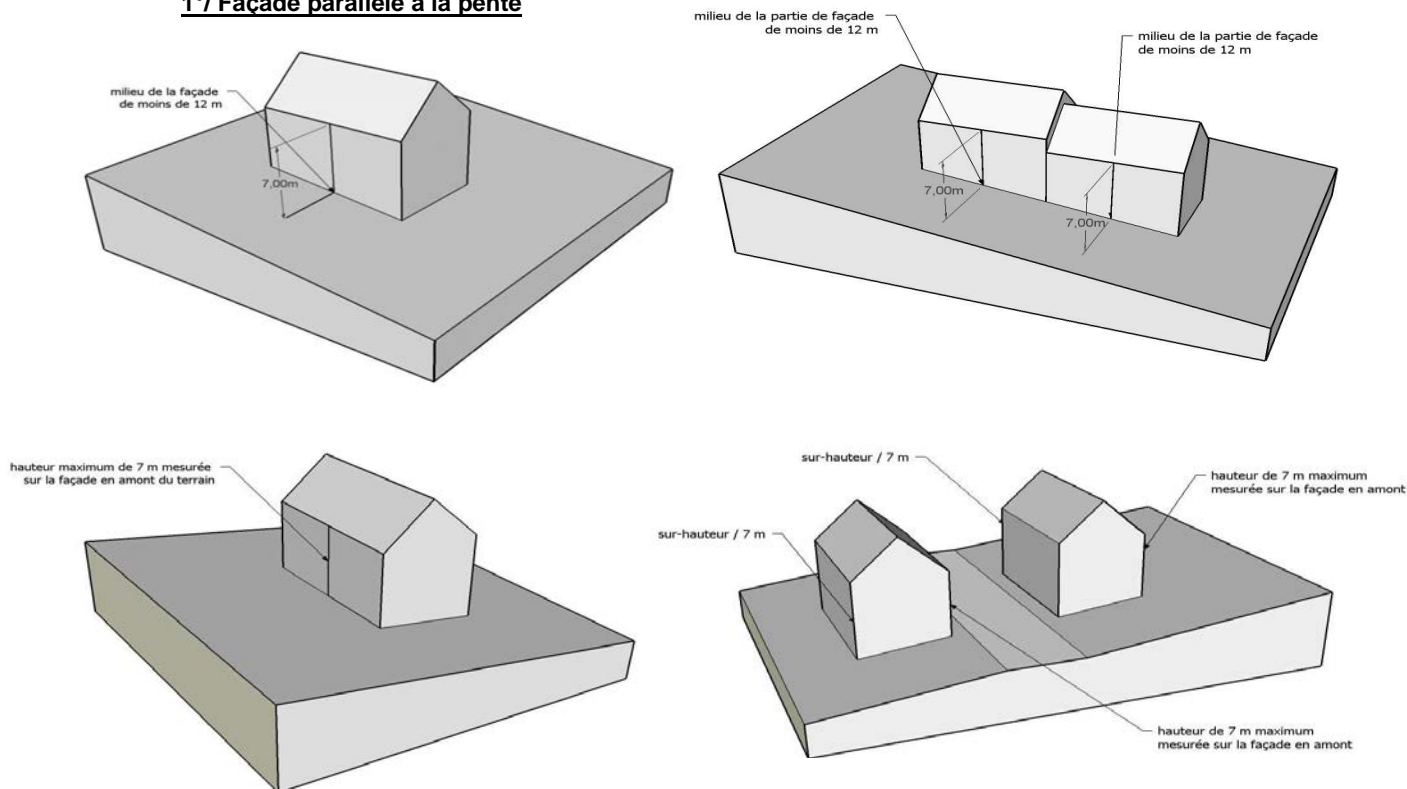 1°/ Façade parallèle à la pente
milieu de la façade
de moins de 12 m
7,00m
milieu de la partie de façade
de moins de 12 m
milieu de la partie de façade
de moins de 12 m
7,00m
7,00m
hauteur maximum de 7 m mesurée
sur la façade en amont du terrain
sur-hauteur / 7 m
hauteur de 7 m maximum
mesurée sur la façade en amont
sur-hauteur / 7 m
hauteur de 7 m maximum
mesurée sur la façade en amont